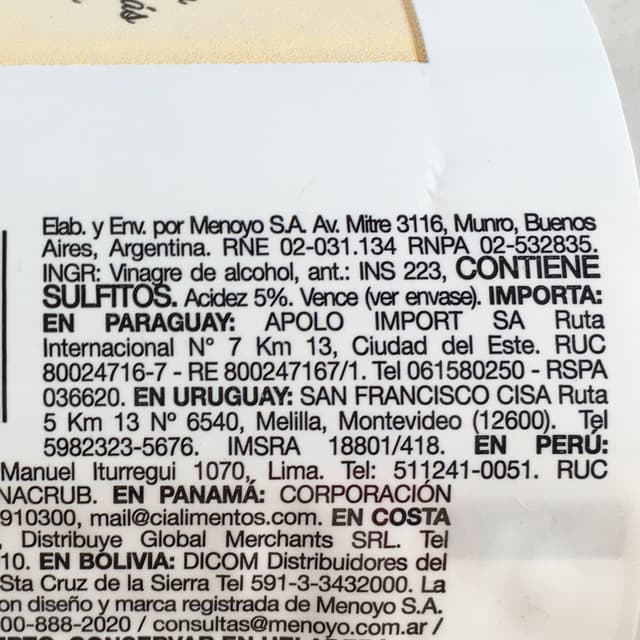 más
Elab. y Env. por Menoyo S.A. Av. Mitre 3116, Munro, Buenos
Aires, Argentina. RNE 02-031.134 RNPA 02-532835.
INGR: Vinagre de alcohol, ant.: INS 223, CONTIENE
SULFITOS. Acidez 5%. Vence (ver envase). IMPORTA:
EN PARAGUAY: APOLO IMPORT SA Ruta
Internacional N° 7 Km 13, Ciudad del Este. RUC
80024716-7 - RE 800247167/1. Tel 061580250 - RSPA
036620. EN URUGUAY: SAN FRANCISCO CISA Ruta
5 Km 13 Nº 6540, Melilla, Montevideo (12600). Tel
5982323-5676. IMSRA 18801/418. EN PERÚ:
Manuel Iturregui 1070, Lima. Tel: 511241-0051. RUC
NACRUB. EN PANAMÁ: CORPORACIÓN
910300, mail@cialimentos.com. EN COSTA
, Distribuye Global Merchants SRL. Tel
10. EN BOLIVIA: DICOM Distribuidores del
Sta Cruz de la Sierra Tel 591-3-3432000. La
on diseño y marca registrada de Menoyo S.A.
00-888-2020 / consultas@menoyo.com.ar /
CONSERVAR EN